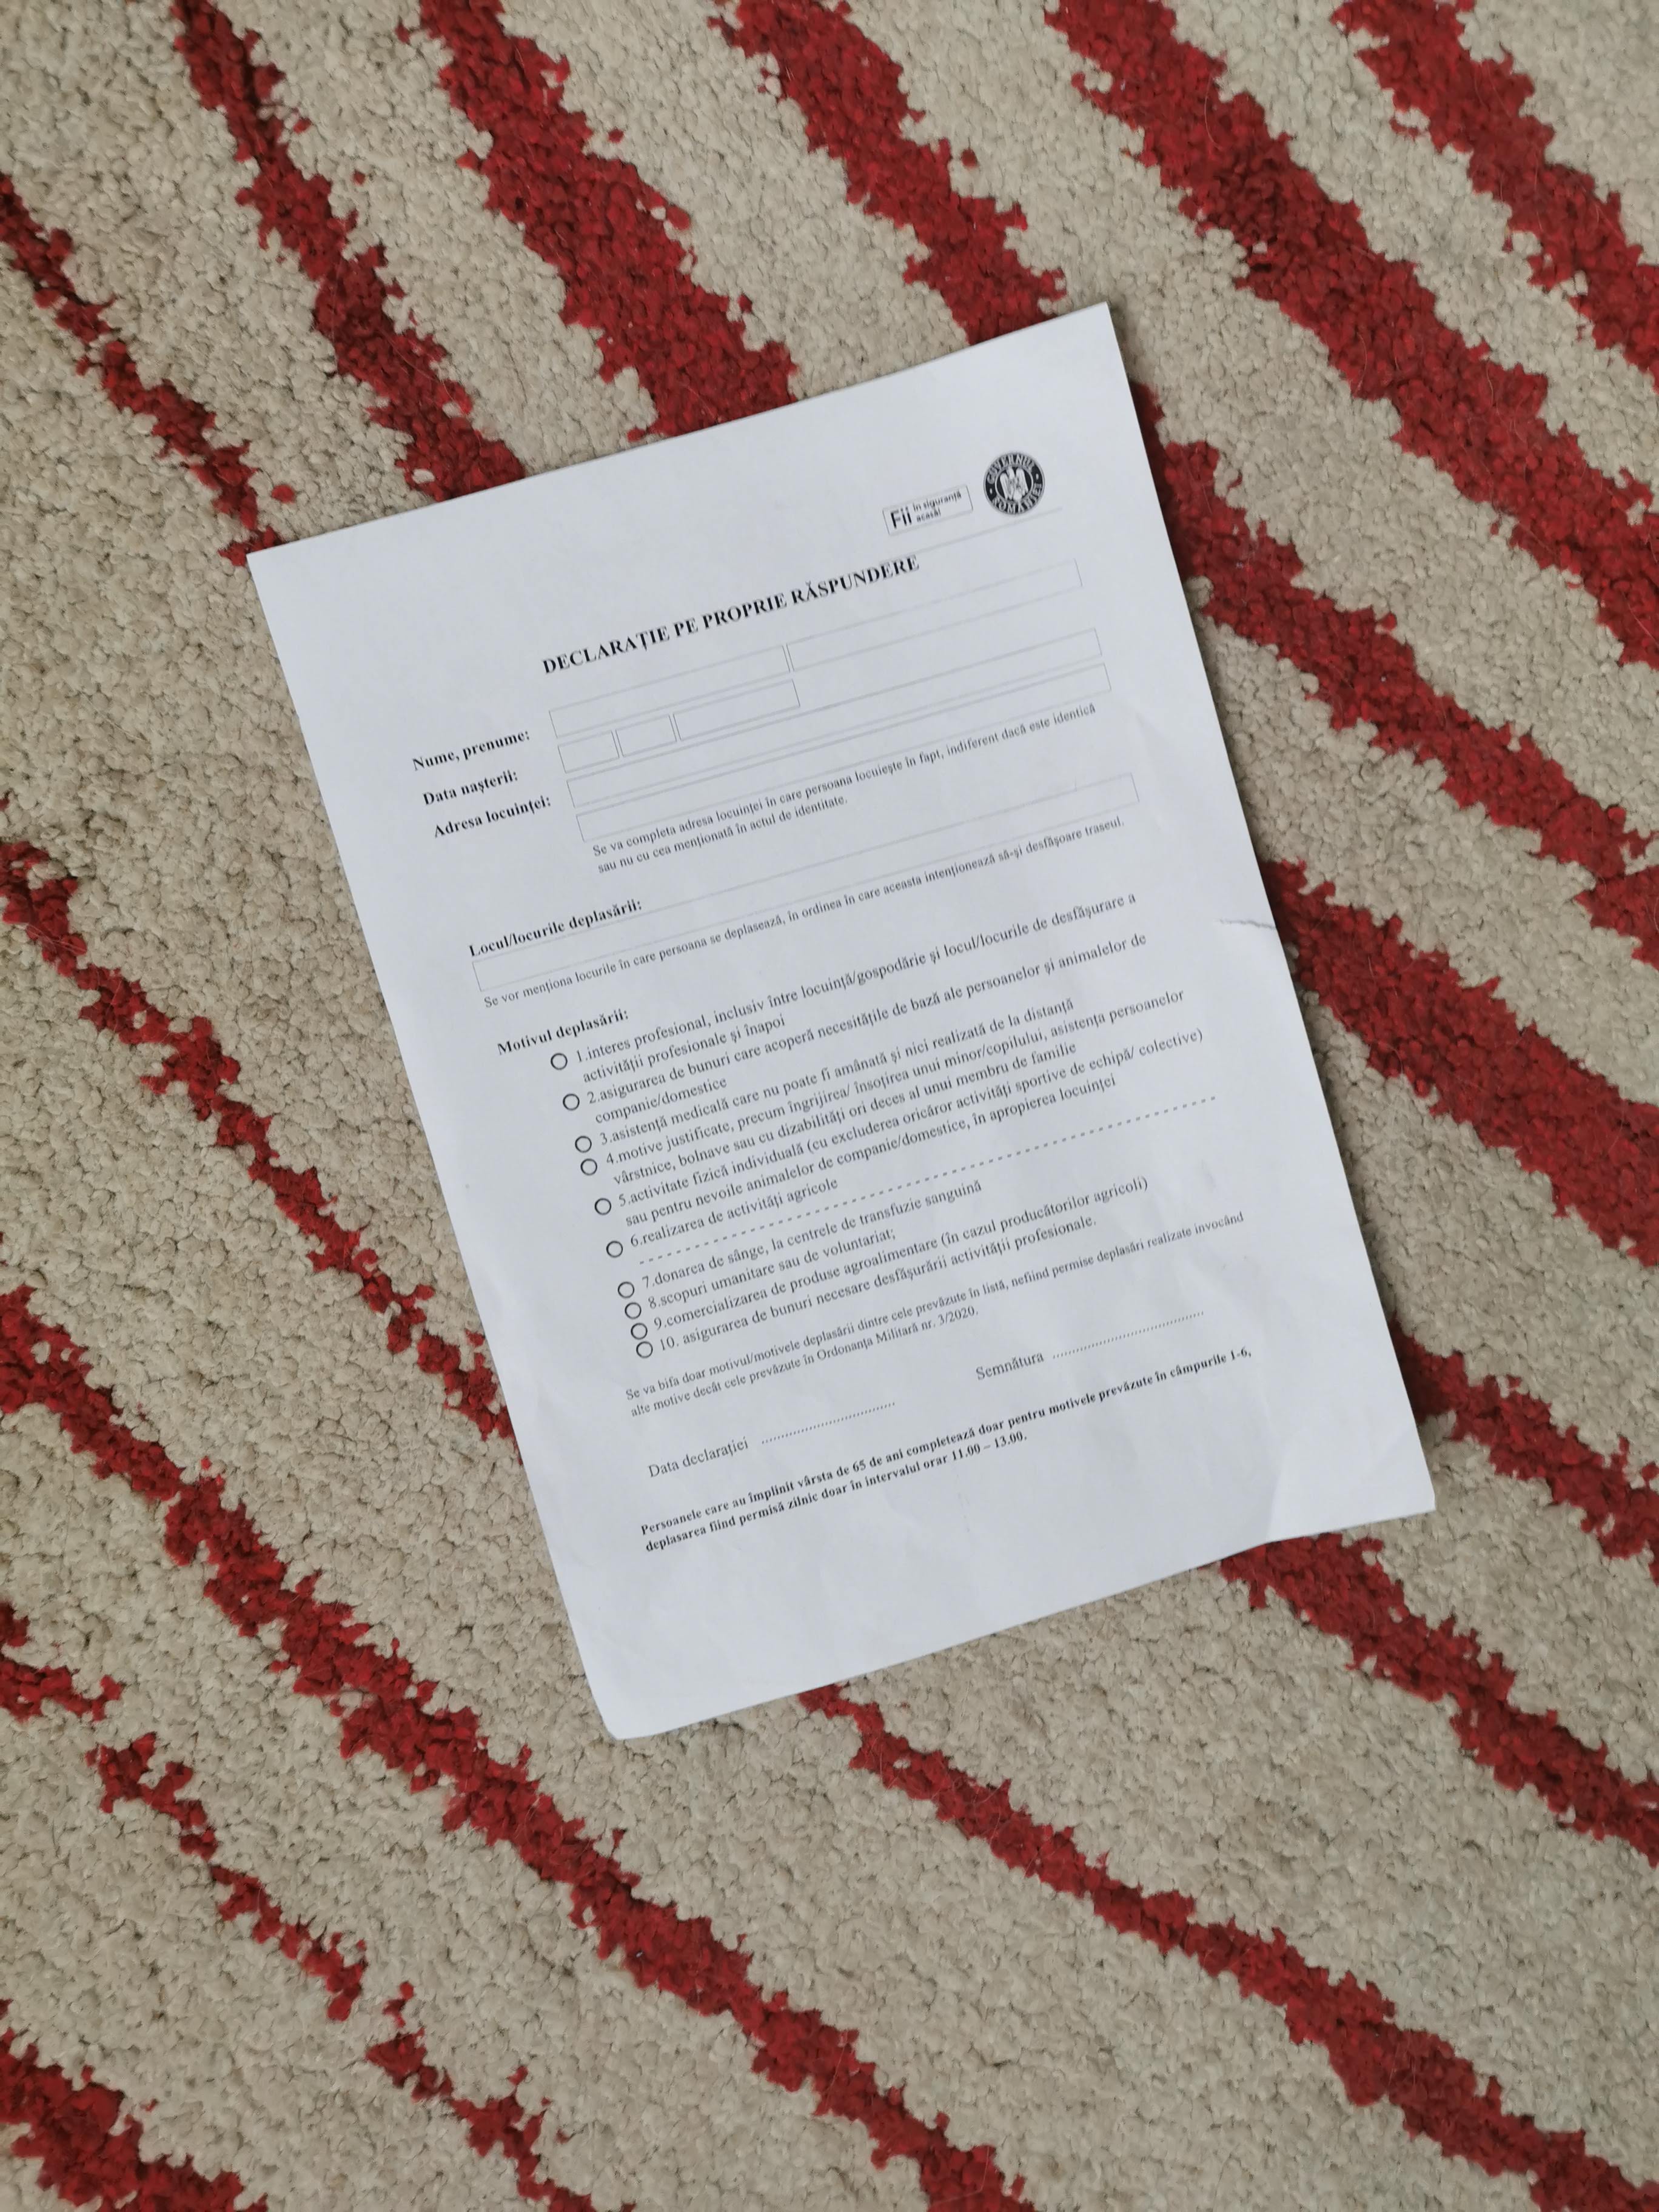 Fii în siguranță
acasă!
GUVERNUL ROMÂNIEI
DECLARAȚIE PE PROPRIE RĂSPUNDERE
Nume, prenume:
Data nașterii:
Adresa locuinței:
Se va completa adresa locuinței în care persoana locuiește în fapt, indiferent dacă este identică
sau nu cu cea menționată în actul de identitate.
Locul/locurile deplasării:
Se vor menționa locurile în care persoana se deplasează, în ordinea în care aceasta intenționează să-și desfășoare traseul.
Motivul deplasării:
1.interes profesional, inclusiv între locuință/gospodărie și locul/locurile de desfășurare a
activității profesionale și înapoi
2.asigurarea de bunuri care acoperă necesitățile de bază ale persoanelor și animalelor de
companie/domestice
3.asistență medicală care nu poate fi amânată și nici realizată de la distanță
4.motive justificate, precum îngrijirea/ însoțirea unui minor/copilului, asistența persoanelor
vârstnice, bolnave sau cu dizabilități ori deces al unui membru de familie
5.activitate fizică individuală (cu excluderea oricăror activități sportive de echipă/ colective)
sau pentru nevoile animalelor de companie/domestice, în apropierea locuinței
6.realizarea de activități agricole
7.donarea de sânge, la centrele de transfuzie sanguină
8.scopuri umanitare sau de voluntariat;
9.comercializarea de produse agroalimentare (în cazul producătorilor agricoli)
10. asigurarea de bunuri necesare desfășurării activității profesionale.
Se va bifa doar motivul/motivele deplasării dintre cele prevăzute în listă, nefiind permise deplasări realizate invocând
alte motive decât cele prevăzute în Ordonanța Militară nr. 3/2020.
Data declarației ........................................ Semnătura .............................................
Persoanele care au împlinit vârsta de 65 de ani completează doar pentru motivele prevăzute în câmpurile 1-6,
deplasarea fiind permisă zilnic doar în intervalul orar 11.00 – 13.00.